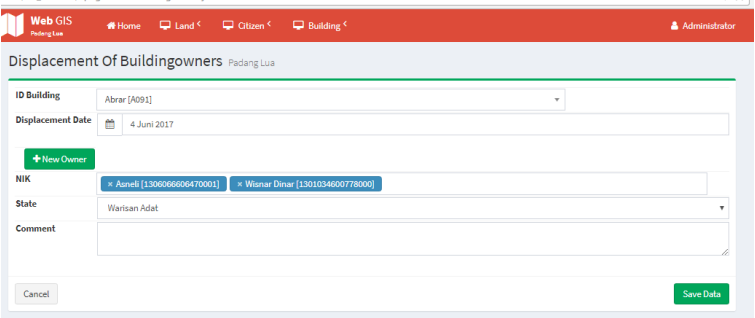 Web GIS
Padang Lua
Home Land Citizen Building Administrator
Displacement Of Buildingowners Padang Lua
ID Building
Abrar [A091]
Displacement Date
4 Juni 2017
+ New Owner
NIK
× Asneli [1306066606470001] × Wisnar Dinar [1301034600778000]
State
Warisan Adat
Comment
Cancel
Save Data